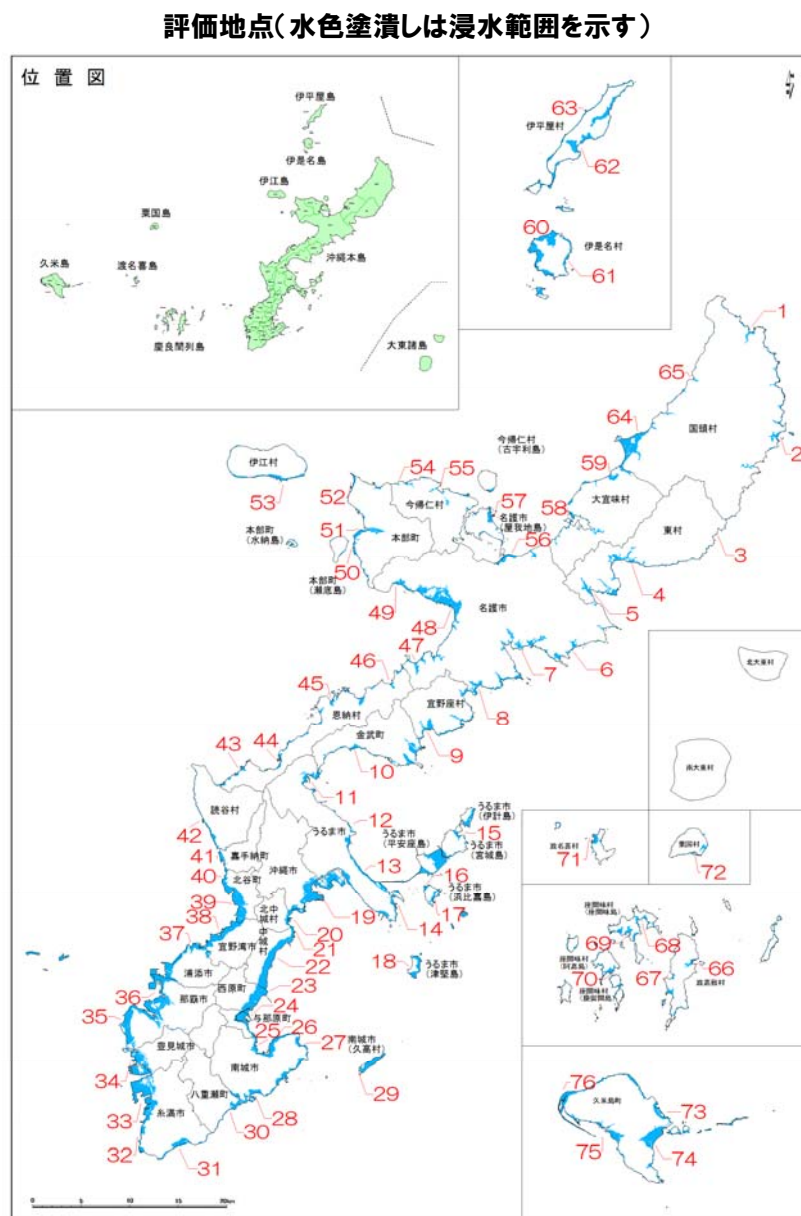 評価地点(水色塗潰しは浸水範囲を示す)
位置図
伊平屋島
伊是名島
伊江島
粟国島
沖縄本島
久米島
渡名喜島
慶良間列島
大東諸島
63
伊平屋村
62
60
伊是名村
61
1
65
64
国頭村
2
今帰仁村
(古宇利島)
伊江村
54
55
59
52
今帰仁村
57
大宜味村
53
名護市
(屋我地島)
58
東村
本部町
(水納島)
51
本部町
56
3
50
本部町
(瀬底島)
4
49
名護市
5
48
47
7
6
46
45
恩納村
宜野座村
8
金武町
9
北大東村
南大東村
43
44
10
11
読谷村
うるま市
(伊計島)
42
うるま市
12
うるま市
(平安座島)
15
うるま市
(宮城島)
41
嘉手納町
沖縄市
13
16
40
北谷町
うるま市
(浜比嘉島)
39
北中城村
19
14
17
38
中城村
20
37
宜野湾市
21
22
18
うるま市
(津堅島)
浦添市
36
西原町
23
那覇市
24
35
与那原町
25
26
27
南城市
(久高村)
豊見城市
34
南城市
29
33
八重瀬町
28
糸満市
30
32
31
渡名喜村
71
粟国村
72
座間味村
(座間味島)
69
68
座間味村
(阿嘉島)
67
66
70
渡嘉敷村
座間味村
(慶留間島)
76
久米島町
73
75
74
0
5
10
15
20km